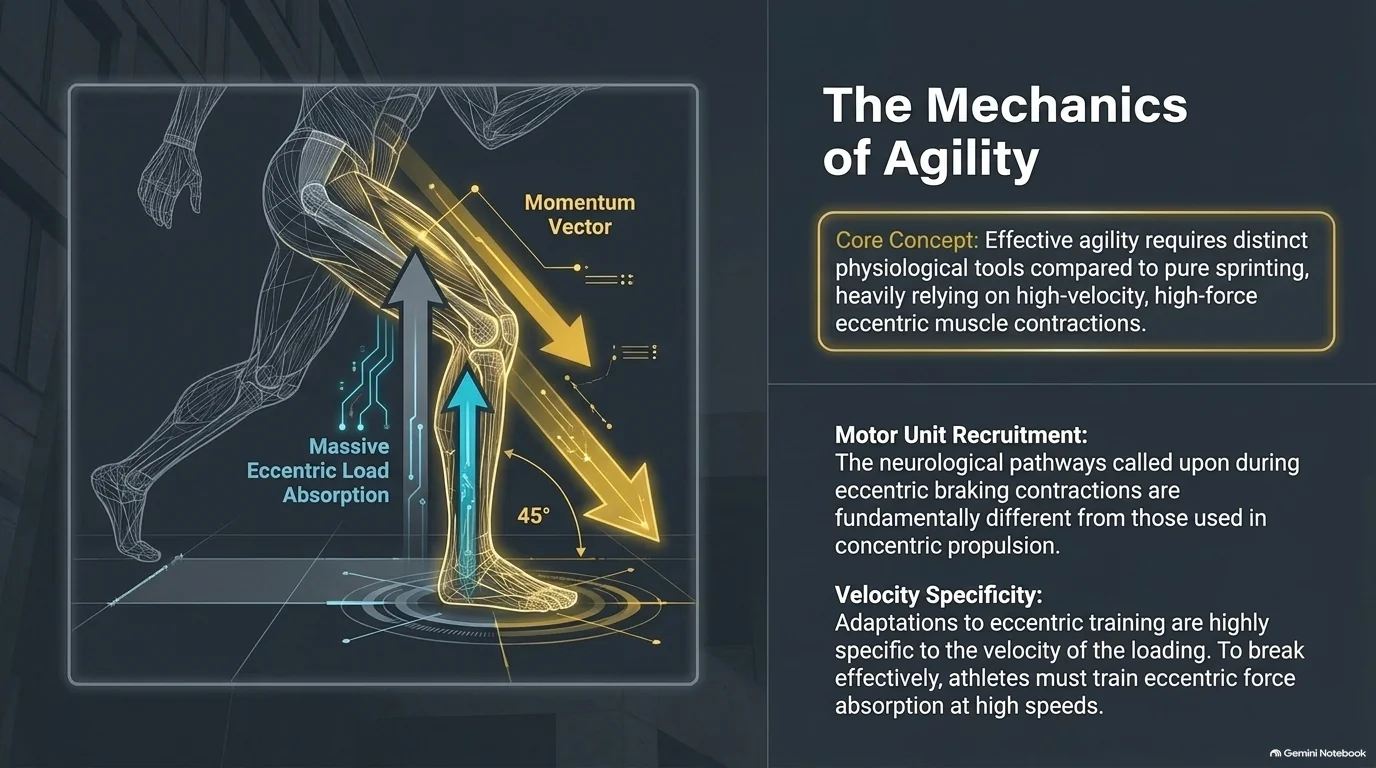 The Mechanics
of Agility
Momentum
Vector
Massive
Eccentric Load
Absorption
45°
Core Concept: Effective agility requires distinct
physiological tools compared to pure sprinting,
heavily relying on high-velocity, high-force
eccentric muscle contractions.
Motor Unit Recruitment:
The neurological pathways called upon during
eccentric braking contractions are
fundamentally different from those used in
concentric propulsion.
Velocity Specificity:
Adaptations to eccentric training are highly
specific to the velocity of the loading. To break
effectively, athletes must train eccentric force
absorption at high speeds.
Gemini Notebook